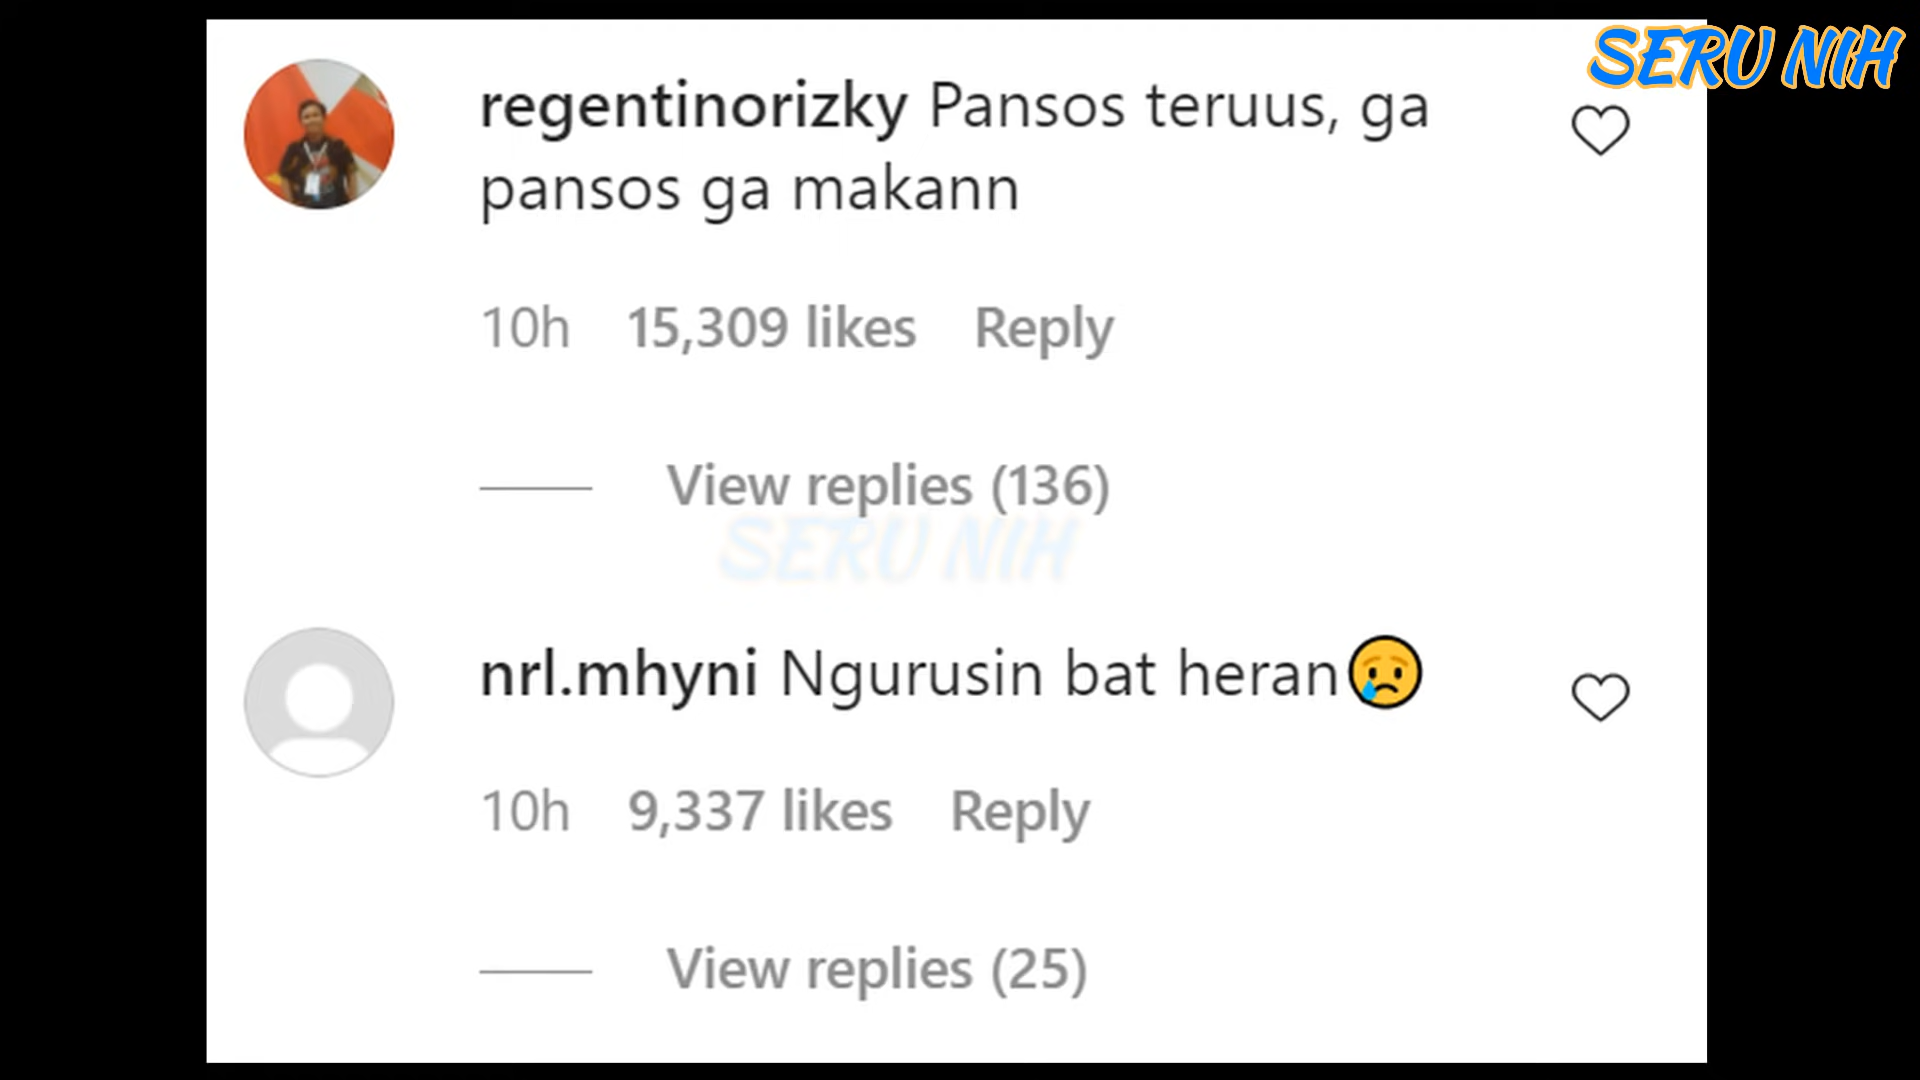 SERU NIH
regentinorizky Pansos teruus, ga
pansos ga makann
10h 15,309 likes Reply
View replies (136)
SERU NIH
nrl.mhyni Ngurusin bat heran😢
10h 9,337 likes Reply
View replies (25)